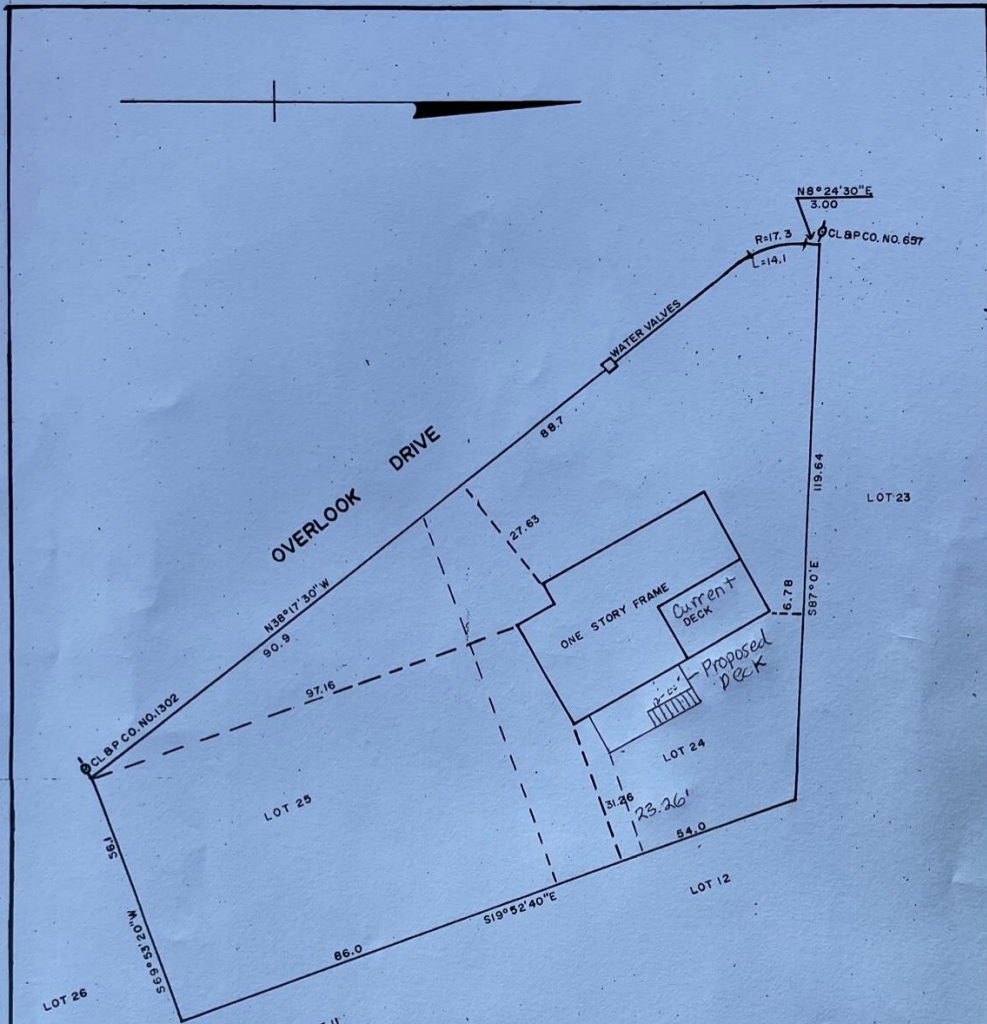 N8°24'30"E
3.00
CL&P CO. NO. 657
R=17.3
L=14.1
WATER VALVES
88.7
OVERLOOK DRIVE
119.64
LOT 23
27.63
N38°17'30"W
90.9
ONE STORY FRAME
Current
DECK
16.78
S87°0'E
Proposed
Deck
97.16
CL&P CO. NO. 1302
LOT 24
LOT 25
31.26
23.26'
54.0
56.1
LOT 12
S19°52'40"E
86.0
S69°53'20"W
LOT 26